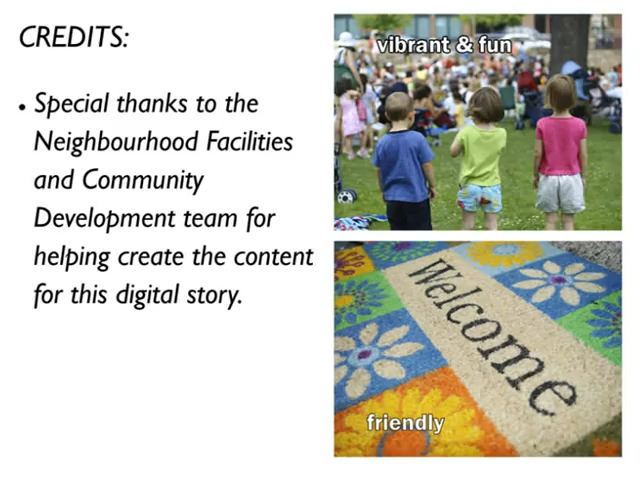 CREDITS:
• Special thanks to the
Neighbourhood Facilities
and Community
Development team for
helping create the content
for this digital story.
vibrant & fun
Welcome
friendly